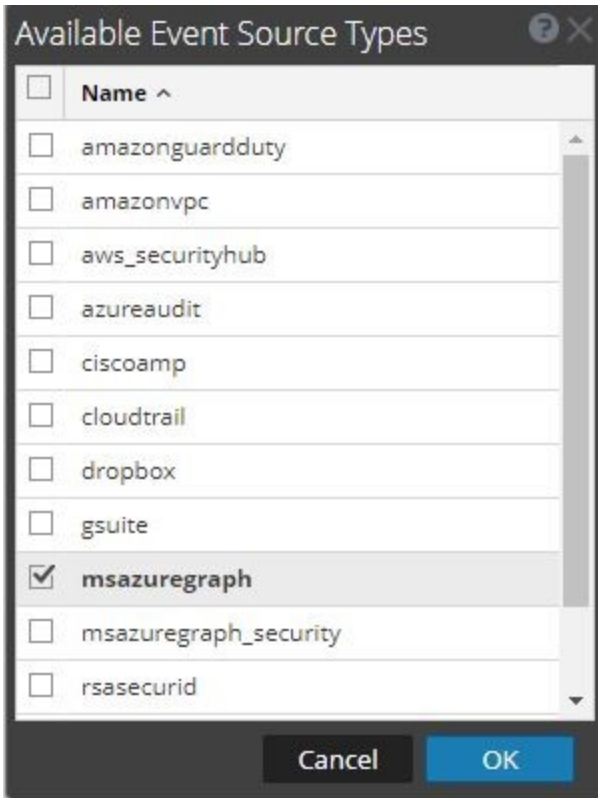 Available Event Source Types
Name
amazonguardduty
amazonvpc
aws_securityhub
azureaudit
ciscoamp
cloudtrail
dropbox
gsuite
msazuregraph
msazuregraph_security
rsasecurid
Cancel OK